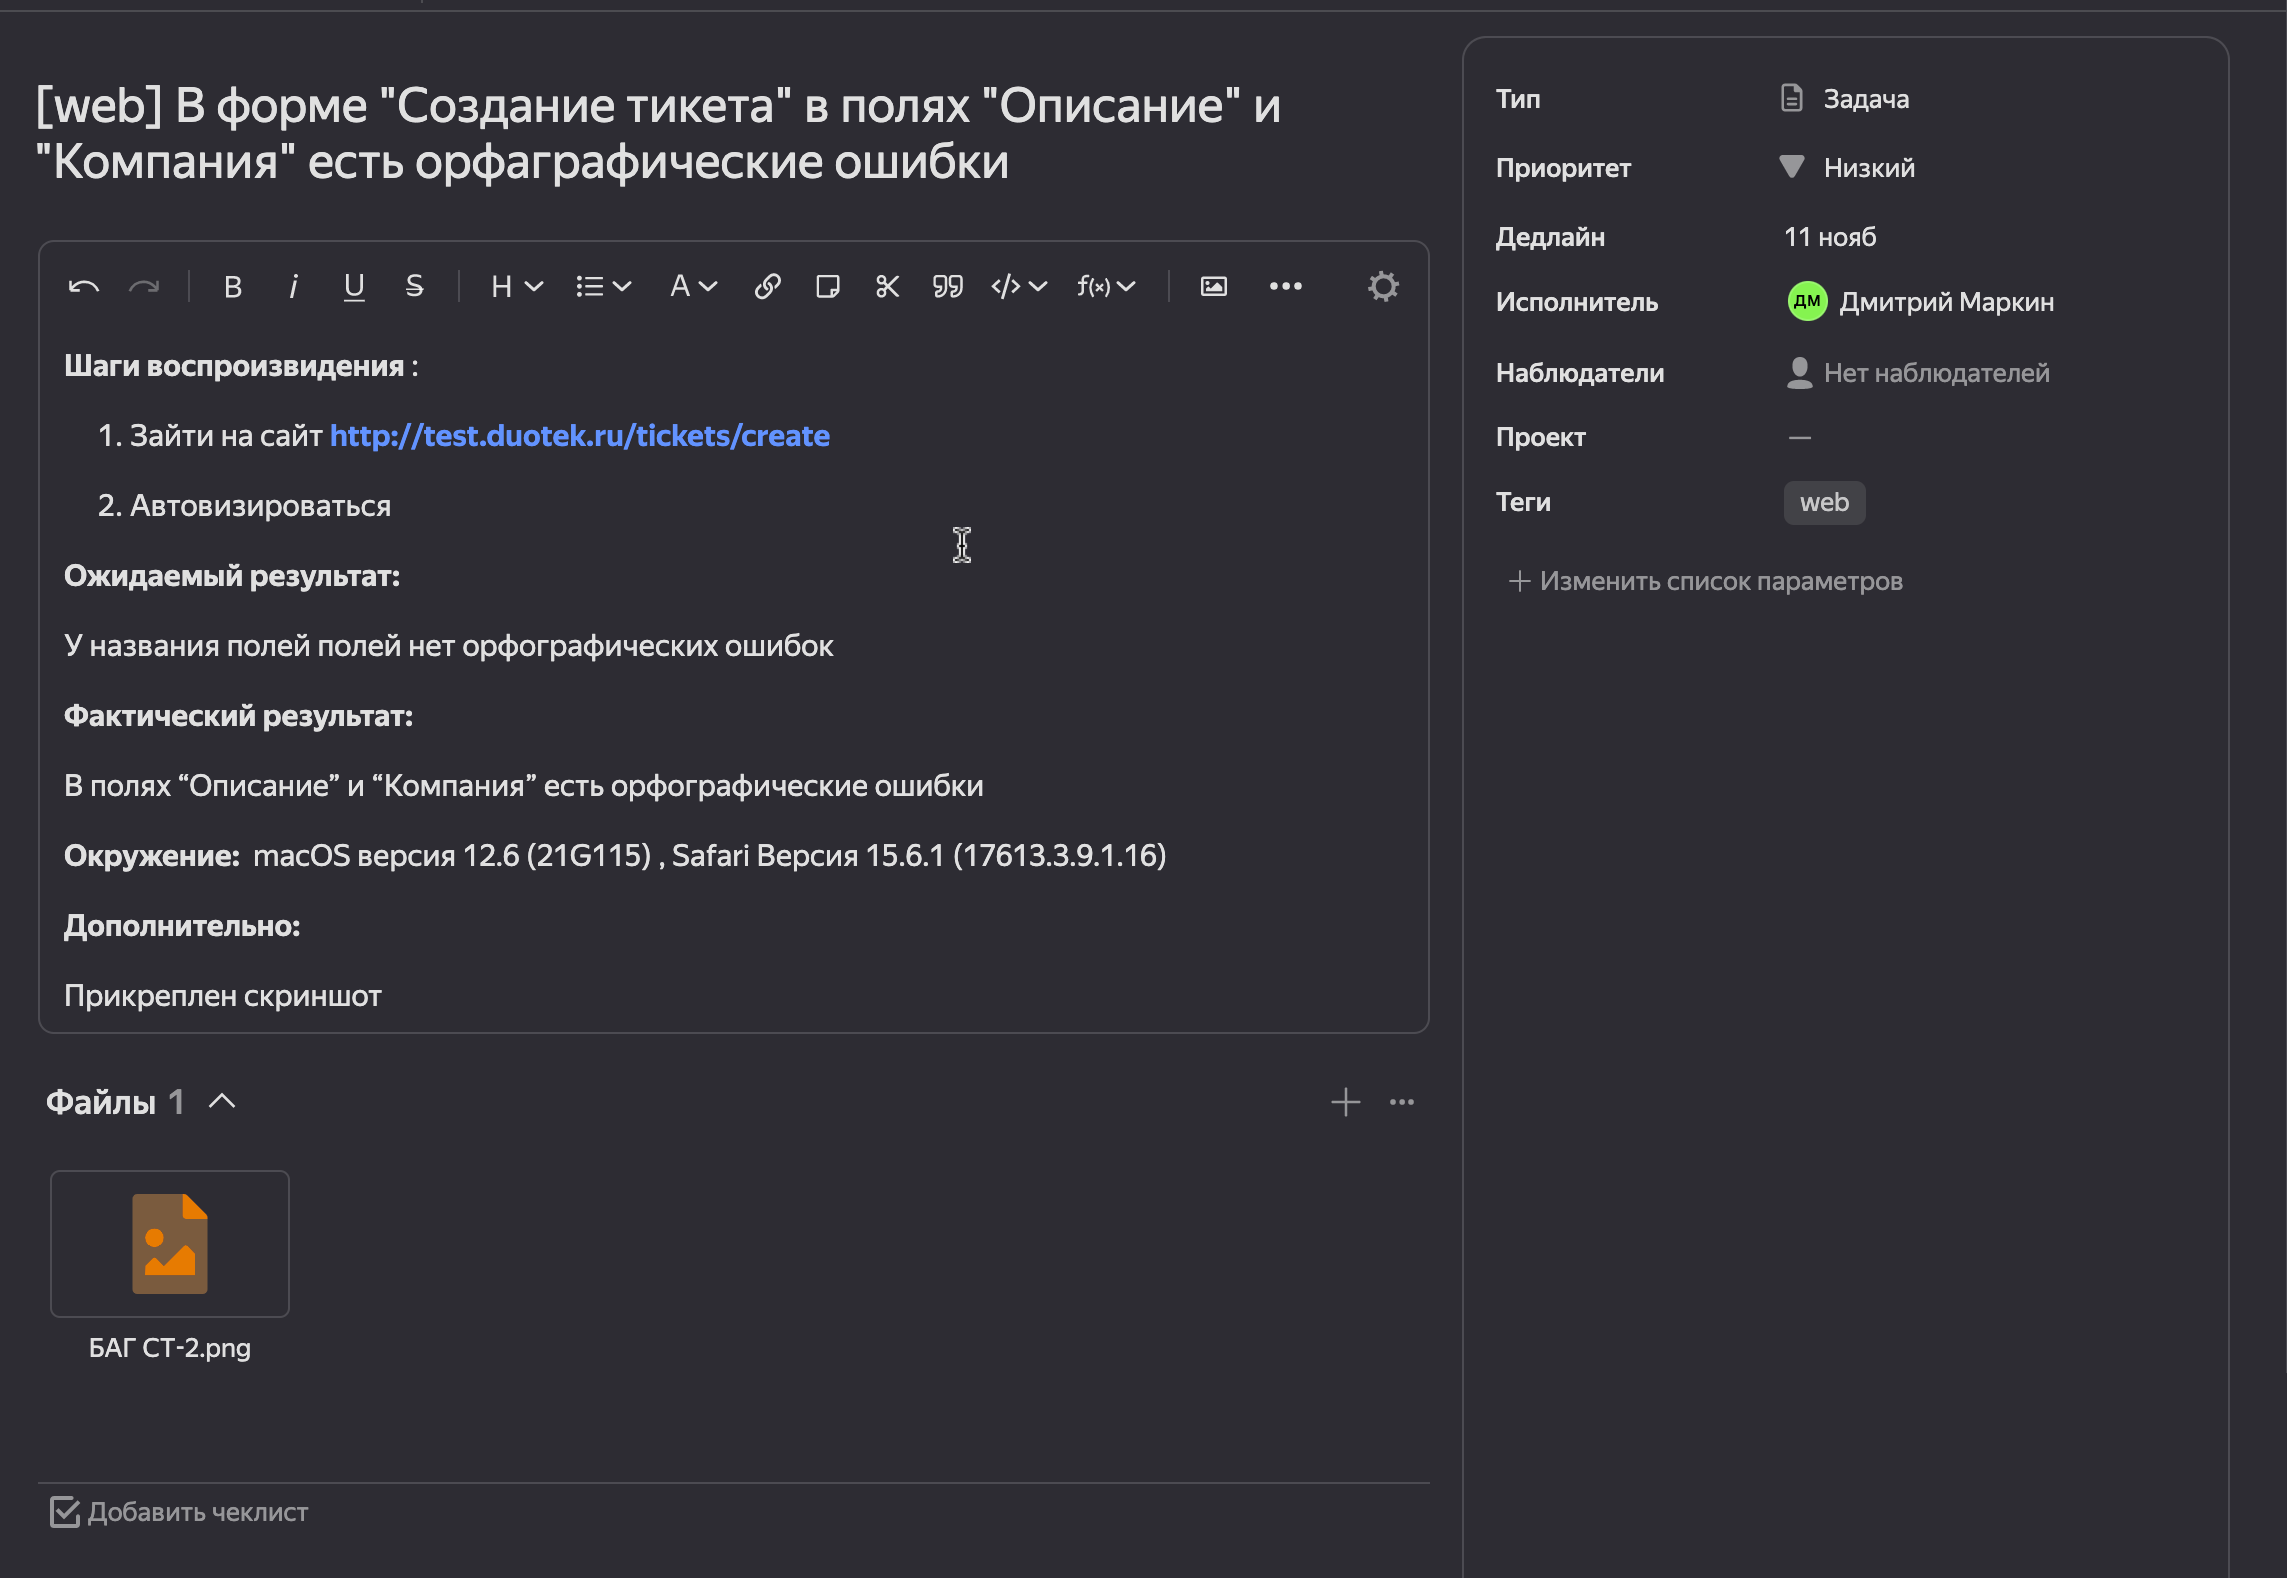 [web] В форме "Создание тикета" в полях "Описание" и
"Компания" есть орфаграфические ошибки
B i U S H A f(x)
Шаги воспроизвидения :
1. Зайти на сайт http://test.duotek.ru/tickets/create
2. Автовизироваться
Ожидаемый результат:
У названия полей полей нет орфографических ошибок
Фактический результат:
В полях “Описание” и “Компания” есть орфографические ошибки
Окружение: macOS версия 12.6 (21G115) , Safari Версия 15.6.1 (17613.3.9.1.16)
Дополнительно:
Прикреплен скриншот
Файлы 1
БАГ СТ-2.png
Добавить чеклист
Тип Задача
Приоритет Низкий
Дедлайн 11 нояб
Исполнитель ДМ Дмитрий Маркин
Наблюдатели Нет наблюдателей
Проект —
Теги web
+ Изменить список параметров